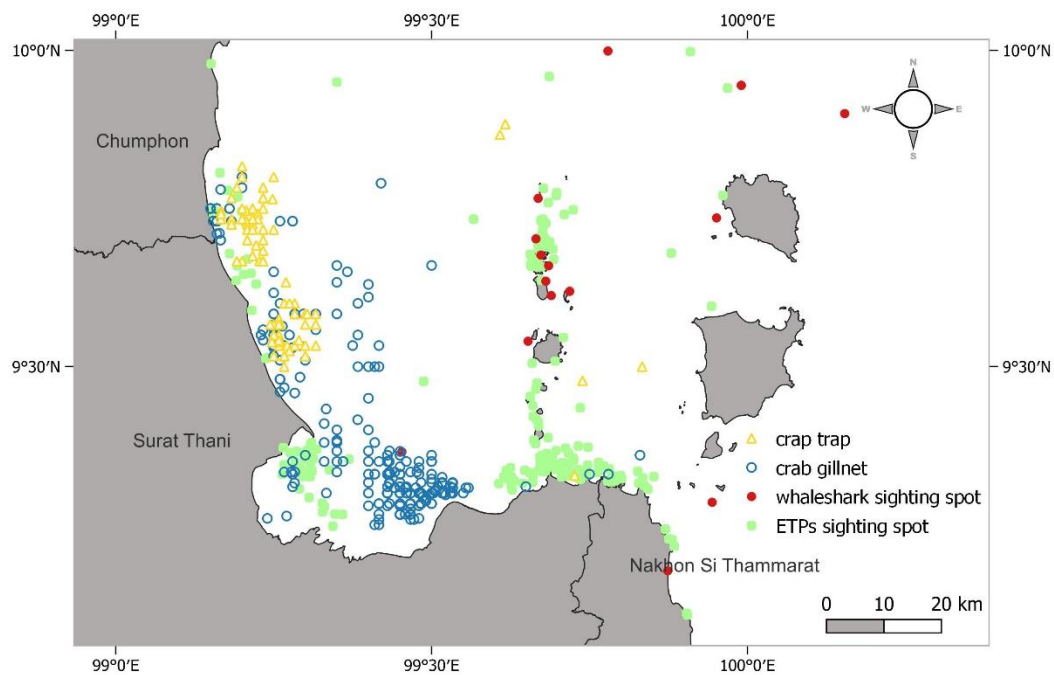 99°0′E 99°30′E 100°0′E
10°0′N 10°0′N
N
W E
S
Chumphon
9°30′N 9°30′N
Surat Thani
crap trap
crab gillnet
whaleshark sighting spot
ETPs sighting spot
Nakhon Si Thammarat
0 10 20 km
99°0′E 99°30′E 100°0′E